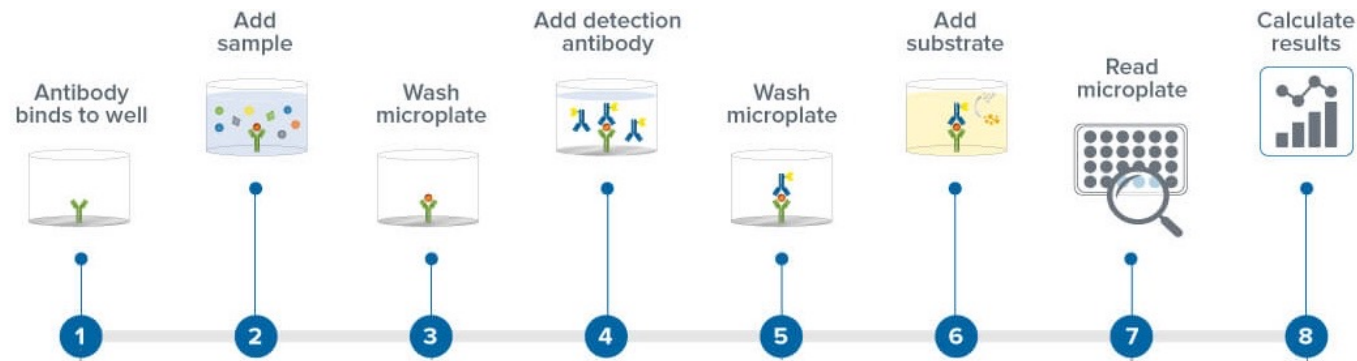 Antibody
binds to well
Add
sample
Wash
microplate
Add detection
antibody
Wash
microplate
Add
substrate
Read
microplate
Calculate
results
1
2
3
4
5
6
7
8